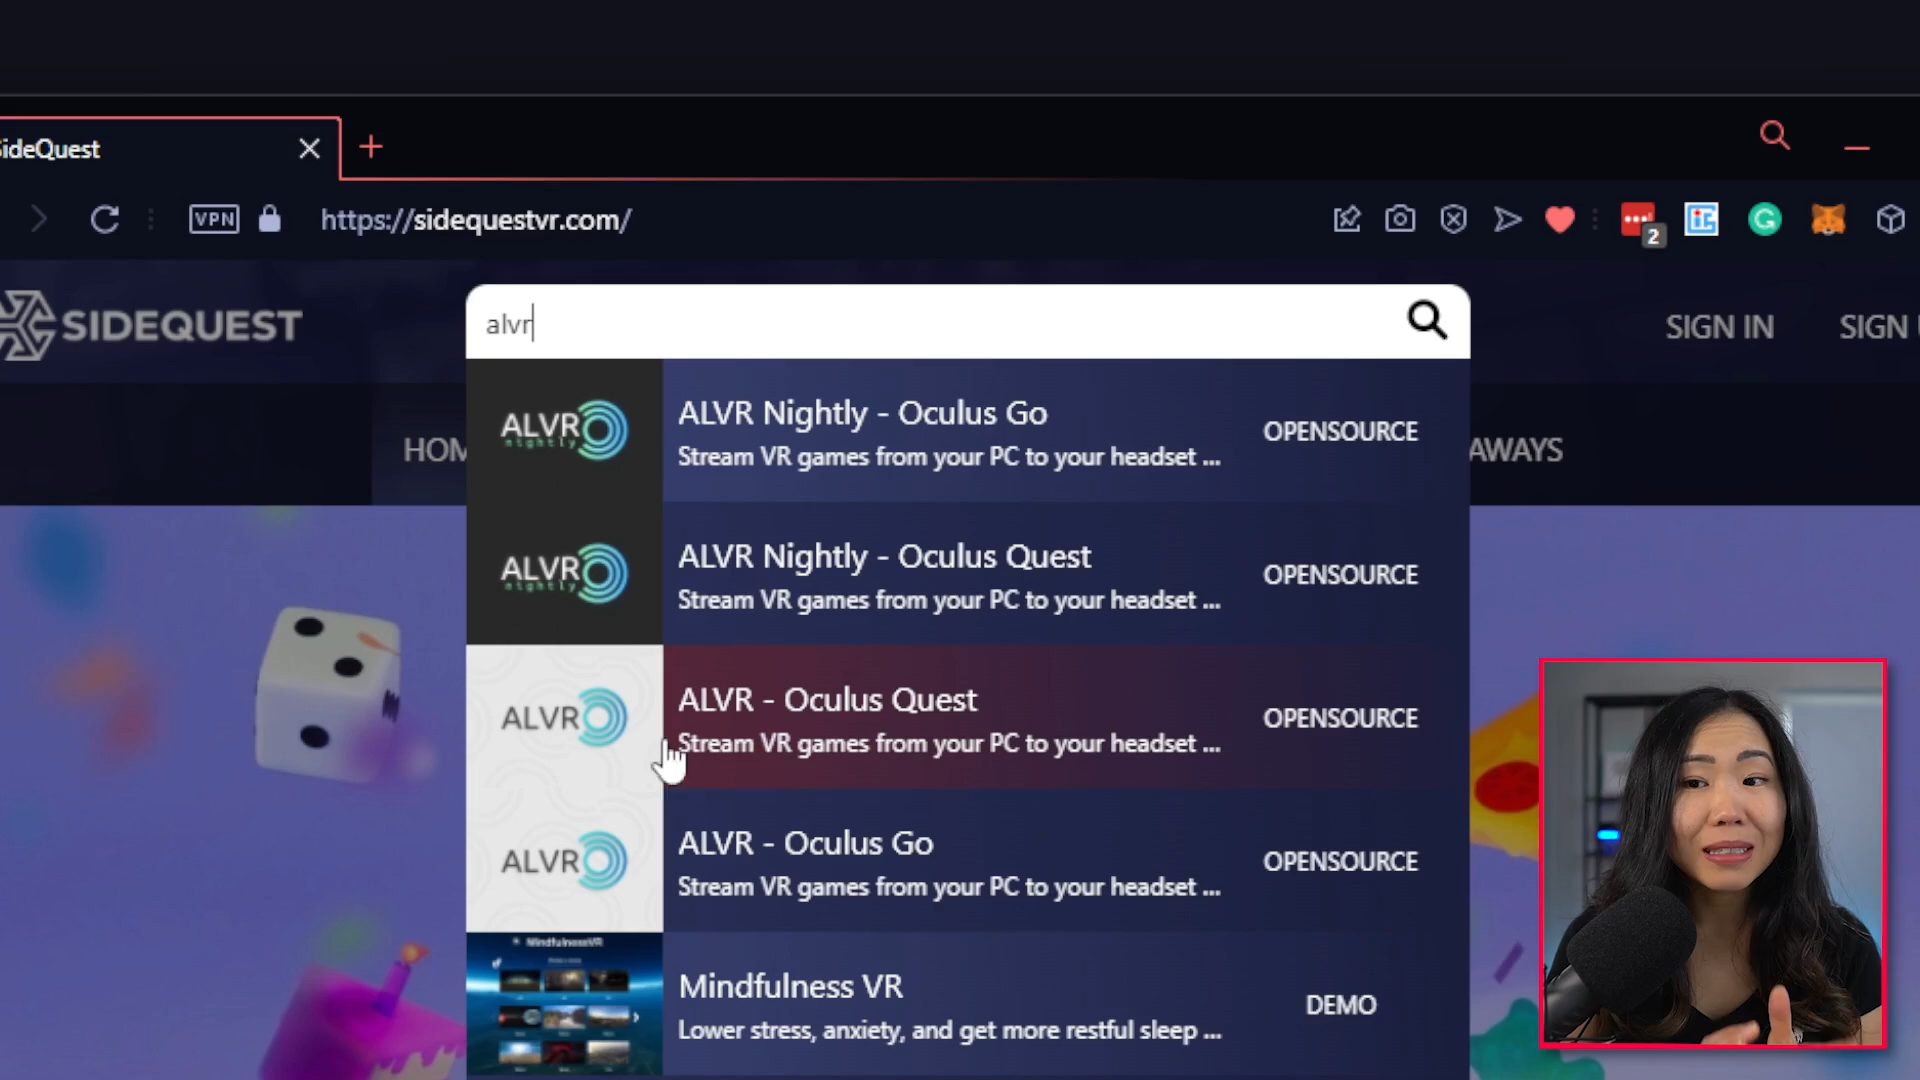 ideQuest
VPN
https://sidequestvr.com/
2
SIDEQUEST
alvr
SIGN IN
SIGN
HOM
AWAYS
ALVR
nightly
ALVR Nightly - Oculus Go
Stream VR games from your PC to your headset ...
OPENSOURCE
ALVR
nightly
ALVR Nightly - Oculus Quest
Stream VR games from your PC to your headset ...
OPENSOURCE
ALVR
ALVR - Oculus Quest
Stream VR games from your PC to your headset ...
OPENSOURCE
ALVR
ALVR - Oculus Go
Stream VR games from your PC to your headset ...
OPENSOURCE
MindfulnessVR
Mindfulness VR
Lower stress, anxiety, and get more restful sleep ...
DEMO